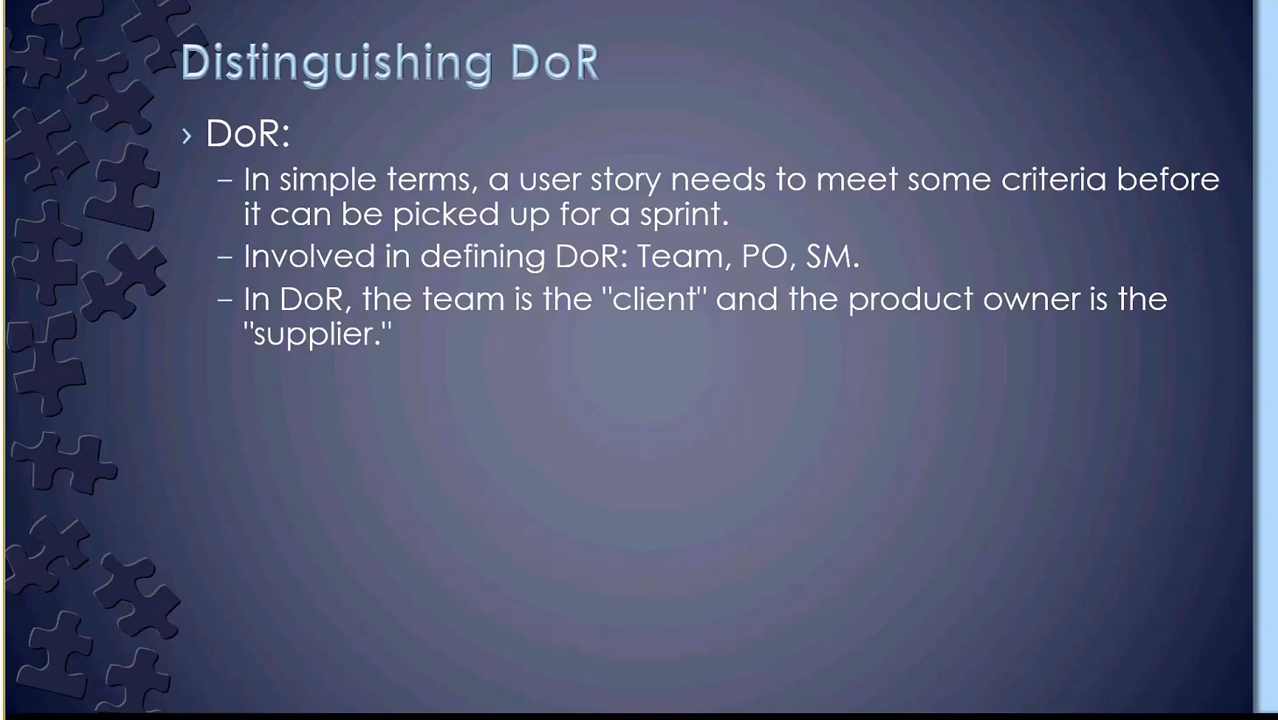 Distinguishing DoR
› DoR:
– In simple terms, a user story needs to meet some criteria before
it can be picked up for a sprint.
– Involved in defining DoR: Team, PO, SM.
– In DoR, the team is the "client" and the product owner is the
"supplier."